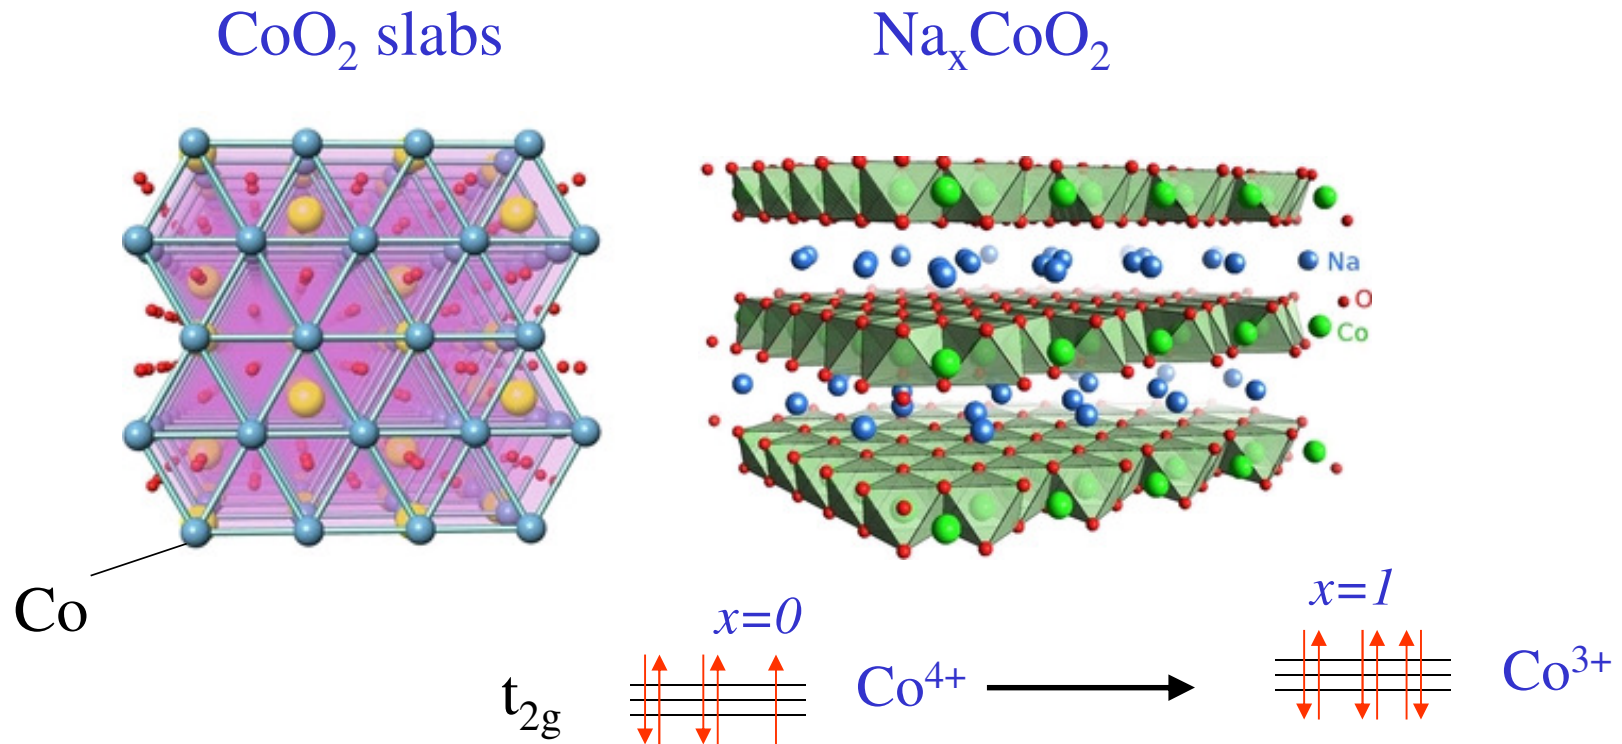 CoO₂ slabs
NaₓCoO₂
Na
O
Co
Co
x=0
x=1
t₂g
Co⁴⁺
Co³⁺